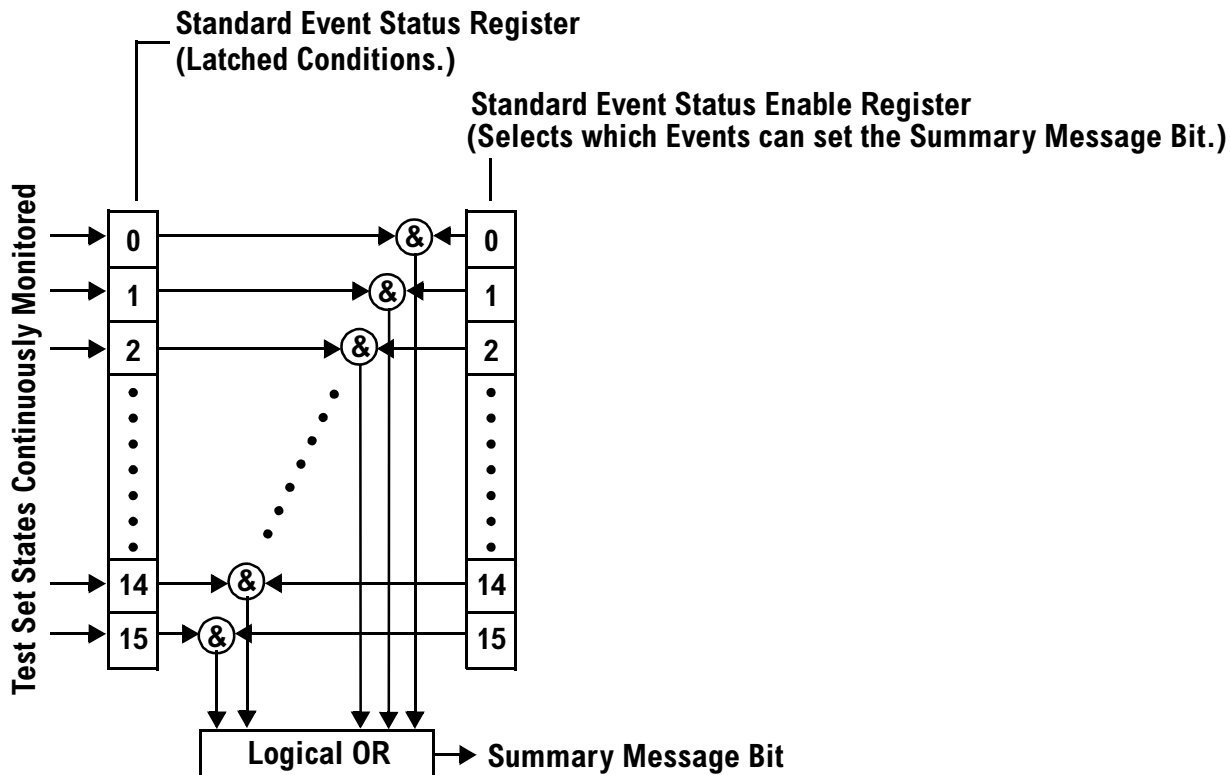 Standard Event Status Register
(Latched Conditions.)
Standard Event Status Enable Register
(Selects which Events can set the Summary Message Bit.)
Test Set States Continuously Monitored
0 & 0
1 & 1
2 & 2
14 & 14
15 & 15
Logical OR
Summary Message Bit